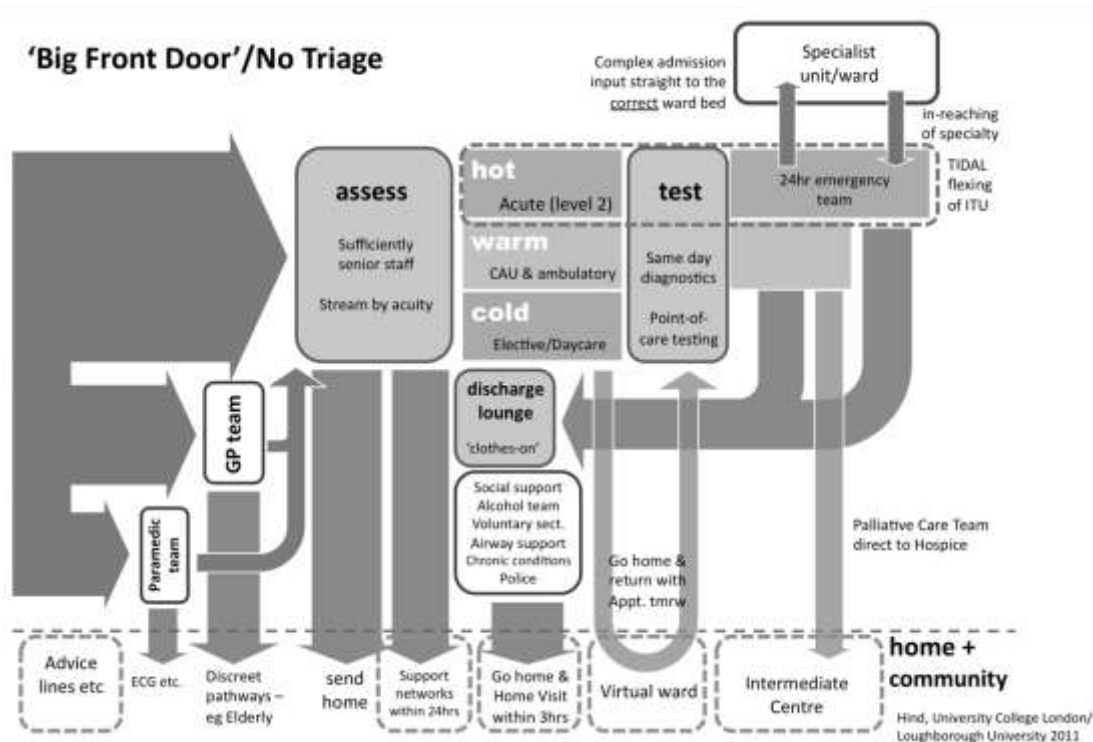 'Big Front Door'/No Triage
Complex admission
input straight to the
correct ward bed
Specialist
unit/ward
in-reaching
of specialty
TIDAL
flexing
of ITU
assess
Sufficiently
senior staff
Stream by acuity
hot
Acute (level 2)
warm
CAU & ambulatory
cold
Elective/Daycare
test
Same day
diagnostics
Point-of-
care testing
24hr emergency
team
GP team
Paramedic
team
discharge
lounge
'clothes-on'
Social support
Alcohol team
Voluntary sect.
Airway support
Chronic conditions
Police
Go home &
return with
Appt. tmrw
Palliative Care Team
direct to Hospice
Advice
lines etc
ECG etc.
Discreet
pathways –
eg Elderly
send
home
Support
networks
within 24hrs
Go home &
Home Visit
within 3hrs
Virtual ward
Intermediate
Centre
home +
community
Hind, University College London/
Loughborough University 2011